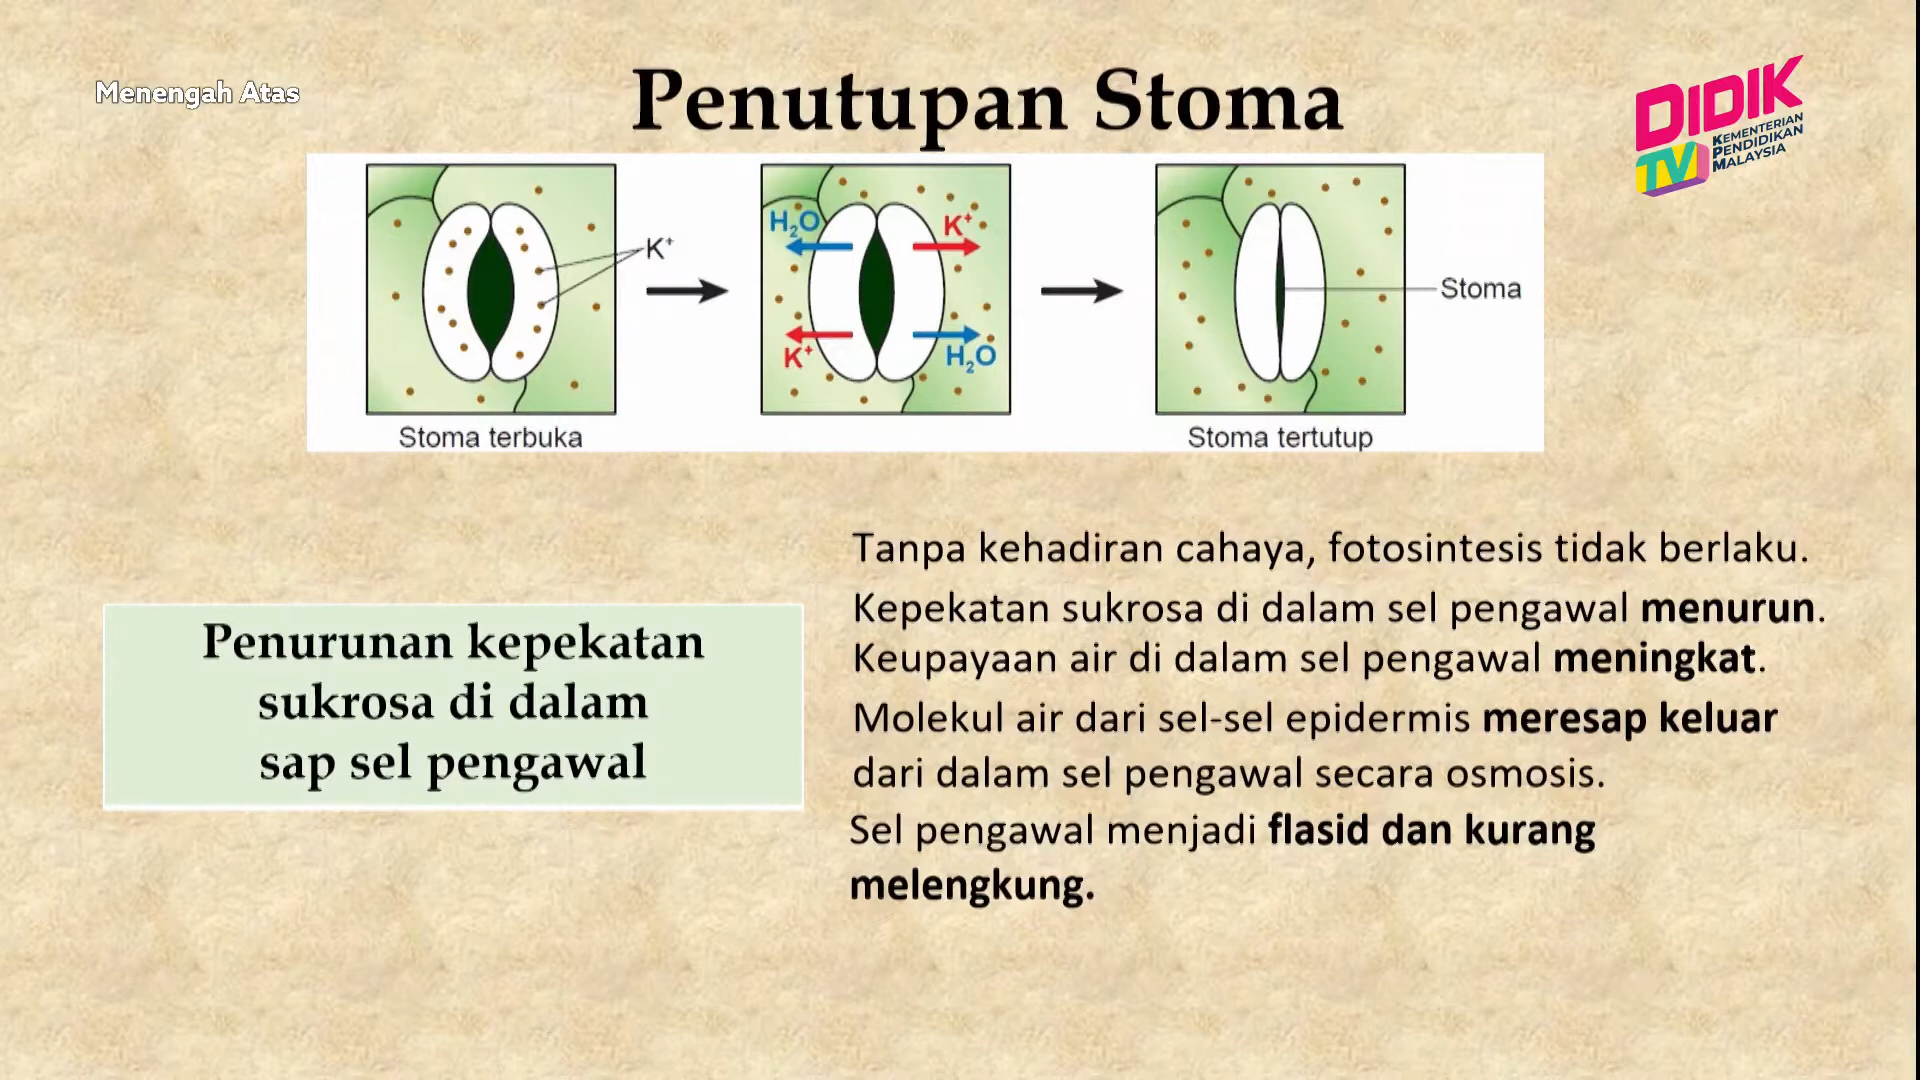 Menengah Atas
Penutupan Stoma
DIDIK
TV
KEMENTERIAN
PENDIDIKAN
MALAYSIA
K⁺
H₂O
K⁺
K⁺
H₂O
Stoma
Stoma terbuka
Stoma tertutup
Tanpa kehadiran cahaya, fotosintesis tidak berlaku.
Kepekatan sukrosa di dalam sel pengawal menurun.
Keupayaan air di dalam sel pengawal meningkat.
Molekul air dari sel-sel epidermis meresap keluar
dari dalam sel pengawal secara osmosis.
Sel pengawal menjadi flasid dan kurang
melengkung.
Penurunan kepekatan
sukrosa di dalam
sap sel pengawal